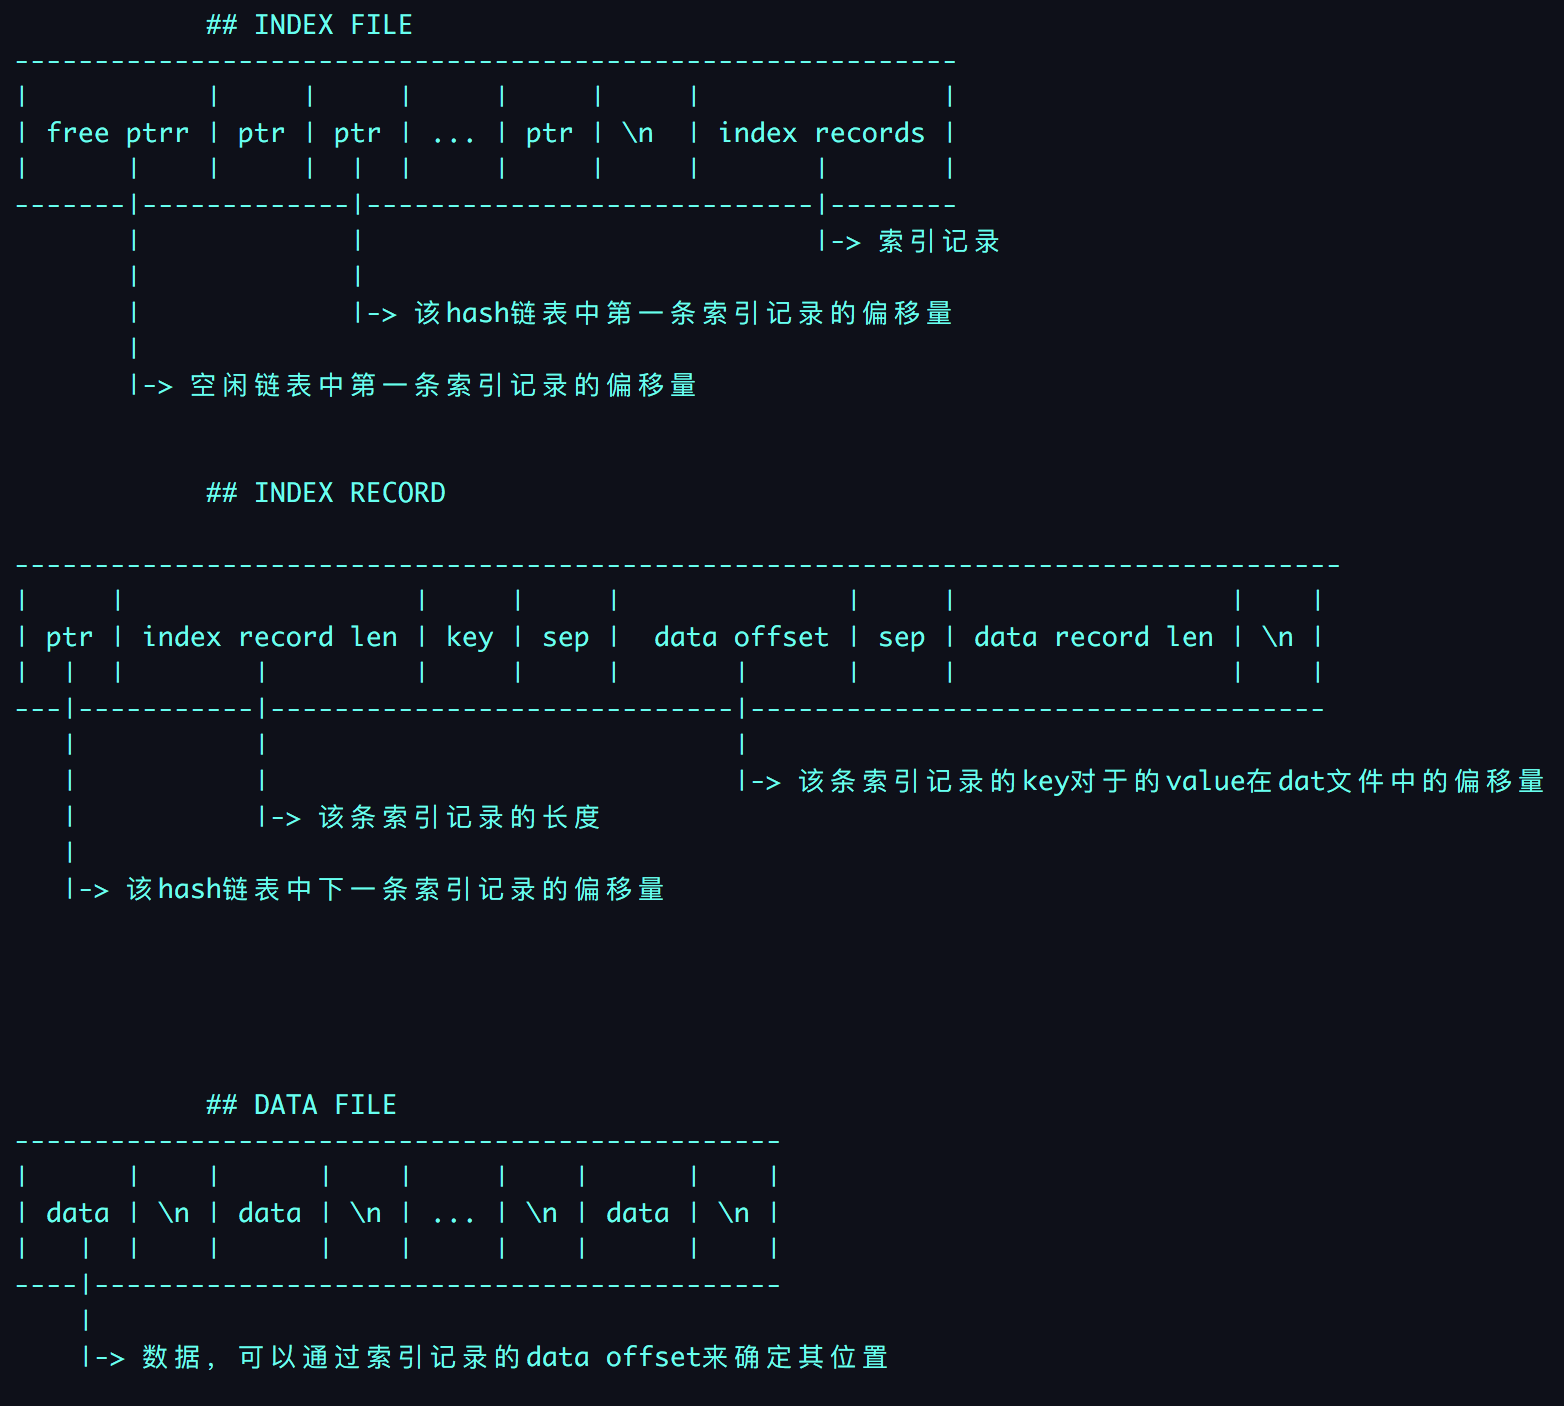 ## INDEX FILE
-----------------------------------------------------------
|           |     |     |     |     |     |               |
| free ptrr | ptr | ptr | ... | ptr | \n  | index records |
|      |    |     |  |  |     |     |     |       |       |
-------|-------------|----------------------------|--------
       |             |                            |-> 索引记录
       |             |
       |             |-> 该hash链表中第一条索引记录的偏移量
       |
       |-> 空闲链表中第一条索引记录的偏移量
## INDEX RECORD
-----------------------------------------------------------------------------------
|     |                  |     |     |              |     |                 |    |
| ptr | index record len | key | sep |  data offset | sep | data record len | \n |
|  |  |        |         |     |     |       |      |     |                 |    |
---|-----------|-----------------------------|------------------------------------
   |           |                             |
   |           |                             |-> 该条索引记录的key对于的value在dat文件中的偏移量
   |           |-> 该条索引记录的长度
   |
   |-> 该hash链表中下一条索引记录的偏移量
## DATA FILE
------------------------------------------------
|      |    |      |    |     |    |      |    |
| data | \n | data | \n | ... | \n | data | \n |
|   |  |    |      |    |     |    |      |    |
----|-------------------------------------------
    |
    |-> 数据, 可以通过索引记录的data offset来确定其位置